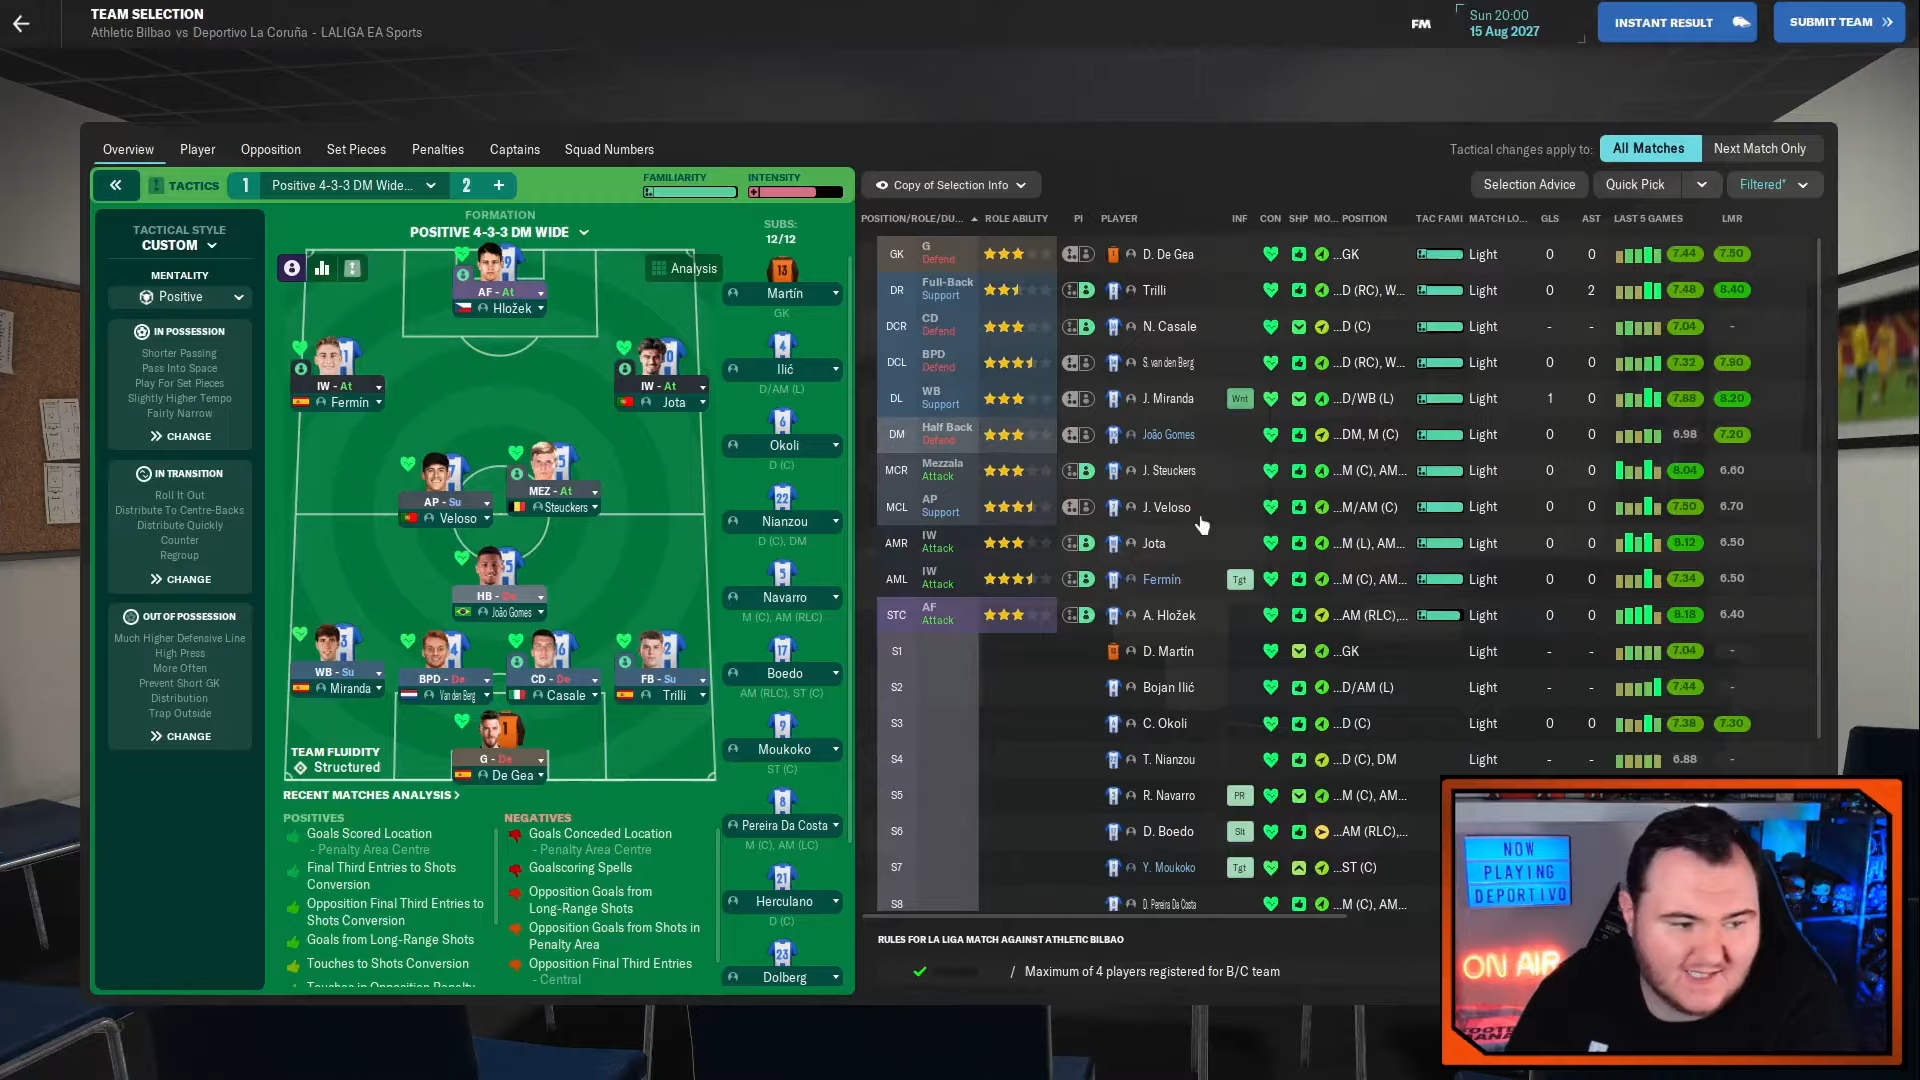 TEAM SELECTION
Athletic Bilbao vs Deportivo La Coruña - LALIGA EA Sports
FM
Sun 20:00
15 Aug 2027
INSTANT RESULT
SUBMIT TEAM
Overview
Player
Opposition
Set Pieces
Penalties
Captains
Squad Numbers
Tactical changes apply to:
All Matches
Next Match Only
TACTICS
1
Positive 4-3-3 DM Wide...
2
FAMILIARITY
INTENSITY
Copy of Selection Info
Selection Advice
Quick Pick
Filtered*
TACTICAL STYLE
CUSTOM
MENTALITY
Positive
IN POSSESSION
Shorter Passing
Pass Into Space
Play For Set Pieces
Slightly Higher Tempo
Fairly Narrow
CHANGE
IN TRANSITION
Roll It Out
Distribute To Centre-Backs
Distribute Quickly
Counter
Regroup
CHANGE
OUT OF POSSESSION
Much Higher Defensive Line
High Press
More Often
Prevent Short GK
Distribution
Trap Outside
CHANGE
FORMATION
POSITIVE 4-3-3 DM WIDE
Analysis
AF - At
Hložek
IW - At
Fermín
IW - At
Jota
AP - Su
Veloso
MEZ - At
Steuckers
HB - De
João Gomes
WB - Su
Miranda
BPD - De
Van den Berg
CD - De
Casale
FB - Su
Trilli
G - De
De Gea
TEAM FLUIDITY
Structured
SUBS:
12/12
13
Martín
GK
4
Ilić
D/AM (L)
6
Okoli
D (C)
22
Nianzou
D (C), DM
5
Navarro
M (C), AM (RLC)
17
Boedo
AM (RLC), ST (C)
9
Moukoko
ST (C)
8
Pereira Da Costa
M (C), AM (LC)
21
Herculano
D (C)
23
Dolberg
RECENT MATCHES ANALYSIS >
POSITIVES
Goals Scored Location
- Penalty Area Centre
Final Third Entries to Shots
Conversion
Opposition Final Third Entries to
Shots Conversion
Goals from Long-Range Shots
Touches to Shots Conversion
NEGATIVES
Goals Conceded Location
- Penalty Area Centre
Goalscoring Spells
Opposition Goals from
Long-Range Shots
Opposition Goals from Shots in
Penalty Area
Opposition Final Third Entries
- Central
POSITION/ROLE/DU... ROLE ABILITY PI PLAYER INF CON SHP MO... POSITION TAC FAMI MATCH LO... GLS AST LAST 5 GAMES LMR
GK G Defend D. De Gea ...GK Light 0 0 7.44 7.50
DR Full-Back Support Trilli ...D (RC), W... Light 0 2 7.48 8.40
DCR CD Defend N. Casale ...D (C) Light - - 7.04 -
DCL BPD Defend S. van den Berg ...D (RC), W... Light 0 0 7.32 7.90
DL WB Support J. Miranda Wnt ...D/WB (L) Light 1 0 7.68 8.20
DM Half Back Defend João Gomes ...DM, M (C) Light 0 0 6.98 7.20
MCR Mezzala Attack J. Steuckers ...M (C), AM... Light 0 0 8.04 6.60
MCL AP Support J. Veloso ...M/AM (C) Light 0 0 7.50 6.70
AMR IW Attack Jota ...M (L), AM... Light 0 0 8.12 6.50
AML IW Attack Fermín Tgt ...M (C), AM... Light 0 0 7.34 6.50
STC AF Attack A. Hložek ...AM (RLC),... Light 0 0 8.18 6.40
S1 D. Martín ...GK Light 0 0 7.04 -
S2 Bojan Ilić ...D/AM (L) Light - - 7.44 -
S3 C. Okoli ...D (C) Light 0 0 7.38 7.30
S4 T. Nianzou ...D (C), DM Light - - 6.88 -
S5 R. Navarro PR ...M (C), AM...
S6 D. Boedo Slt ...AM (RLC),...
S7 Y. Moukoko Tgt ...ST (C)
S8 D. Pereira Da Costa ...M (C), AM...
RULES FOR LA LIGA MATCH AGAINST ATHLETIC BILBAO
/ Maximum of 4 players registered for B/C team
NOW
PLAYING
DEPORTIVO
ON AIR